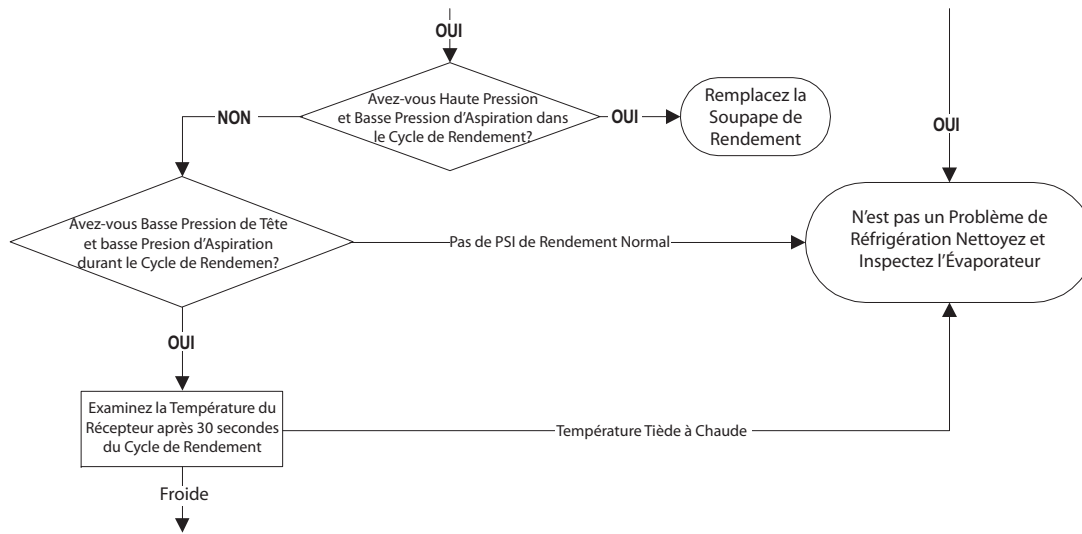 OUI
Avez-vous Haute Pression
et Basse Pression d'Aspiration dans
le Cycle de Rendement?
NON
OUI
Remplacez la
Soupape de
Rendement
OUI
Avez-vous Basse Pression de Tête
et basse Presion d'Aspiration
durant le Cycle de Rendemen?
Pas de PSI de Rendement Normal
N'est pas un Problème de
Réfrigération Nettoyez et
Inspectez l'Évaporateur
OUI
Examinez la Température du
Récepteur après 30 secondes
du Cycle de Rendement
Température Tiède à Chaude
Froide